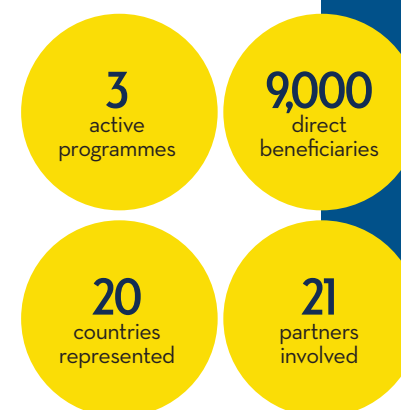 3
active
programmes
9,000
direct
beneficiaries
20
countries
represented
21
partners
involved